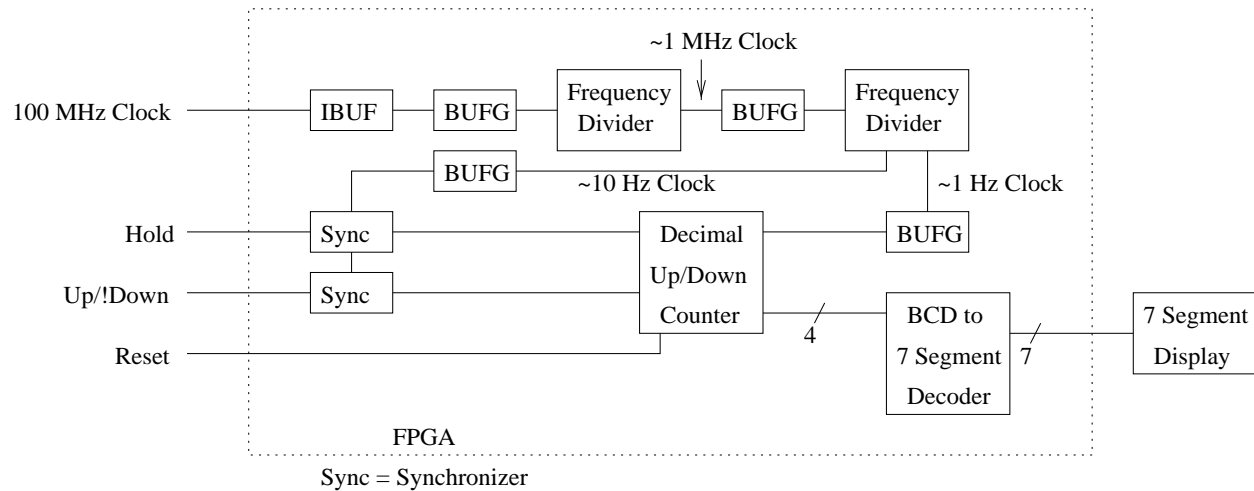 ~1 MHz Clock
100 MHz Clock
IBUF
BUFG
Frequency
Divider
BUFG
Frequency
Divider
BUFG
~10 Hz Clock
~1 Hz Clock
Hold
Sync
Decimal
Up/Down
Counter
BUFG
Up/!Down
Sync
Reset
4
BCD to
7 Segment
Decoder
7
7 Segment
Display
FPGA
Sync = Synchronizer